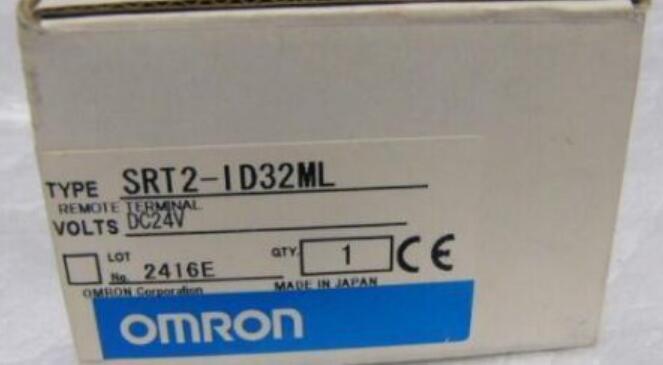 TYPE SRT2-ID32ML
REMOTE TERMINAL
VOLTS DC24V
LOT
No. 2416E
QTY. 1 CE
OMRON Corporation
MADE IN JAPAN
OMRON